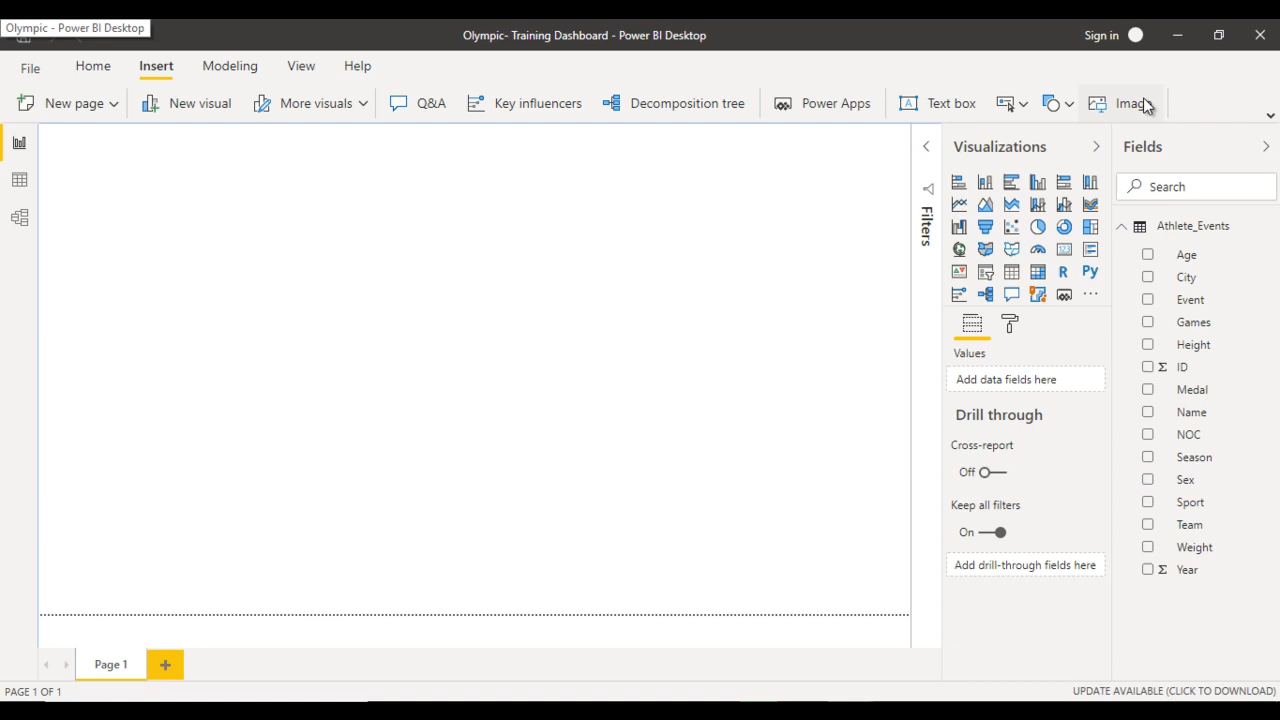 Olympic - Power BI Desktop
Olympic- Training Dashboard - Power BI Desktop
Sign in
File Home Insert Modeling View Help
New page New visual More visuals Q&A Key influencers Decomposition tree Power Apps Text box
Filters
Visualizations
R Py
Values
Add data fields here
Drill through
Cross-report
Off
Keep all filters
On
Add drill-through fields here
Fields
Search
Athlete_Events
Age
City
Event
Games
Height
Σ ID
Medal
Name
NOC
Season
Sex
Sport
Team
Weight
Σ Year
Page 1
PAGE 1 OF 1
UPDATE AVAILABLE (CLICK TO DOWNLOAD)